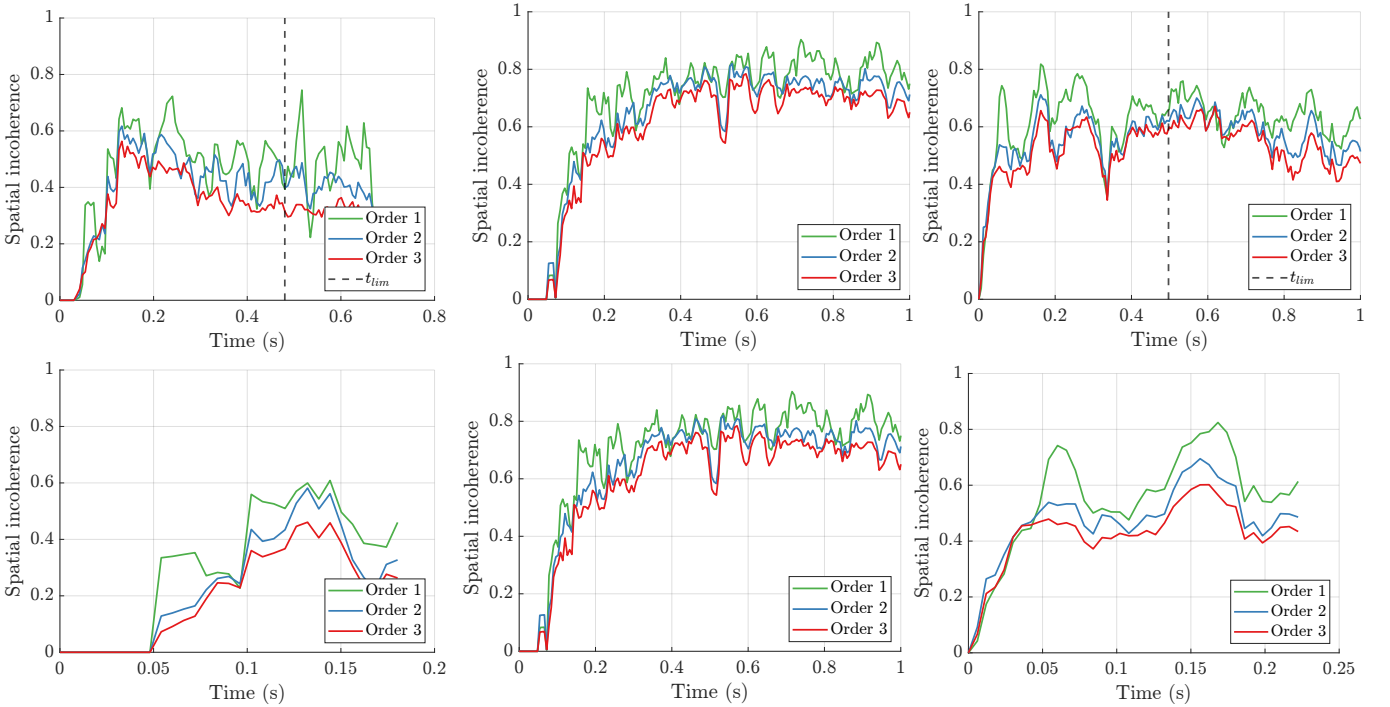 Spatial incoherence
1
0.8
0.6
0.4
0.2
0
0 0.2 0.4 0.6 0.8
Time (s)
Order 1
Order 2
Order 3
t_lim
Spatial incoherence
1
0.8
0.6
0.4
0.2
0
0 0.2 0.4 0.6 0.8 1
Time (s)
Order 1
Order 2
Order 3
Spatial incoherence
1
0.8
0.6
0.4
0.2
0
0 0.2 0.4 0.6 0.8 1
Time (s)
Order 1
Order 2
Order 3
t_lim
Spatial incoherence
1
0.8
0.6
0.4
0.2
0
0 0.05 0.1 0.15 0.2
Time (s)
Order 1
Order 2
Order 3
Spatial incoherence
1
0.8
0.6
0.4
0.2
0
0 0.2 0.4 0.6 0.8 1
Time (s)
Order 1
Order 2
Order 3
Spatial incoherence
1
0.8
0.6
0.4
0.2
0
0 0.05 0.1 0.15 0.2 0.25
Time (s)
Order 1
Order 2
Order 3